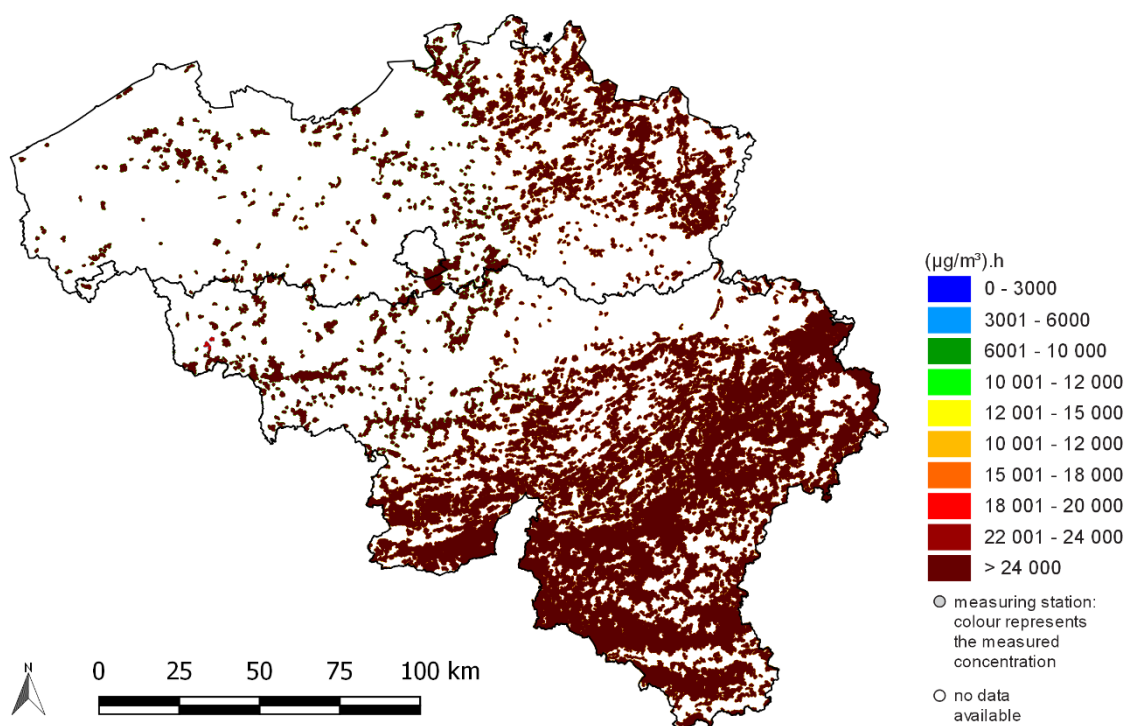 (µg/m³).h
0 - 3000
3001 - 6000
6001 - 10 000
10 001 - 12 000
12 001 - 15 000
10 001 - 12 000
15 001 - 18 000
18 001 - 20 000
22 001 - 24 000
> 24 000
measuring station:
colour represents
the measured
concentration
no data
available
N
0 25 50 75 100 km